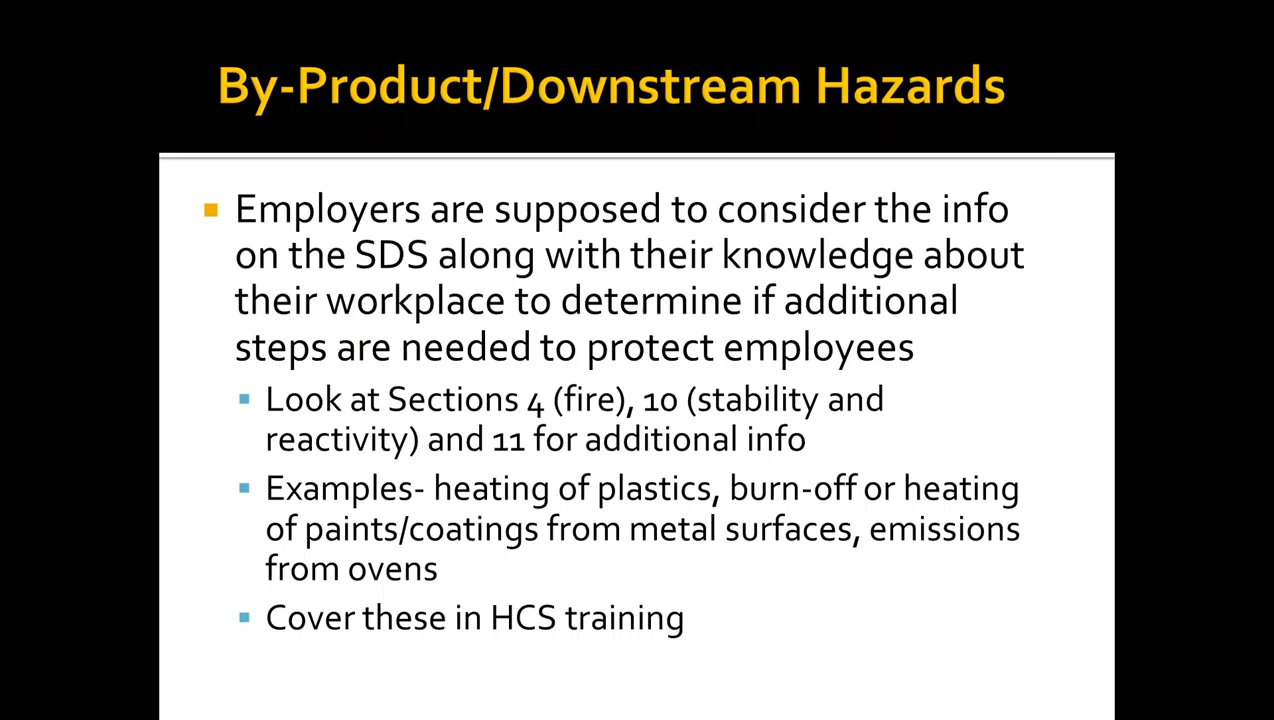 By-Product/Downstream Hazards
Employers are supposed to consider the info
on the SDS along with their knowledge about
their workplace to determine if additional
steps are needed to protect employees
Look at Sections 4 (fire), 10 (stability and
reactivity) and 11 for additional info
Examples- heating of plastics, burn-off or heating
of paints/coatings from metal surfaces, emissions
from ovens
Cover these in HCS training